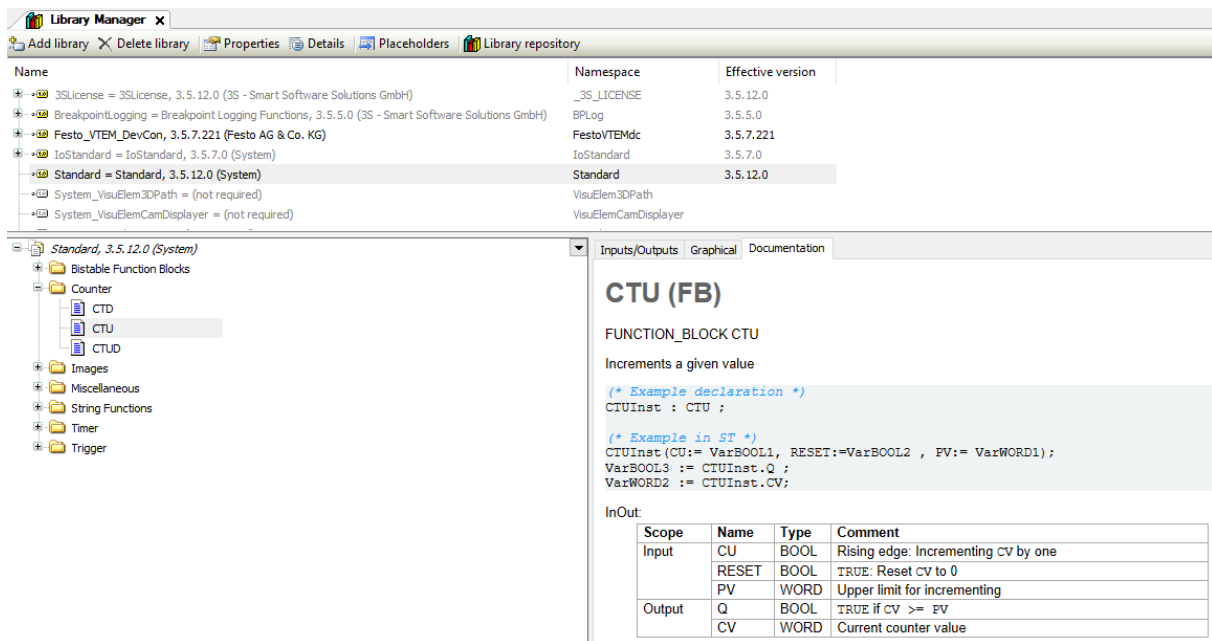 Library Manager x
Add library Delete library Properties Details Placeholders Library repository
Name Namespace Effective version
3SLicense = 3SLicense, 3.5.12.0 (3S - Smart Software Solutions GmbH) _3S_LICENSE 3.5.12.0
BreakpointLogging = Breakpoint Logging Functions, 3.5.5.0 (3S - Smart Software Solutions GmbH) BPLog 3.5.5.0
Festo_VTEM_DevCon, 3.5.7.221 (Festo AG & Co. KG) FestoVTEMdc 3.5.7.221
IoStandard = IoStandard, 3.5.7.0 (System) IoStandard 3.5.7.0
Standard = Standard, 3.5.12.0 (System) Standard 3.5.12.0
System_VisuElem3DPath = (not required) VisuElem3DPath
System_VisuElemCamDisplayer = (not required) VisuElemCamDisplayer
Standard, 3.5.12.0 (System)
Bistable Function Blocks
Counter
CTD
CTU
CTUD
Images
Miscellaneous
String Functions
Timer
Trigger
Inputs/Outputs Graphical Documentation
CTU (FB)
FUNCTION_BLOCK CTU
Increments a given value
(* Example declaration *)
CTUInst : CTU ;
(* Example in ST *)
CTUInst(CU:= VarBOOL1, RESET:=VarBOOL2 , PV:= VarWORD1);
VarBOOL3 := CTUInst.Q ;
VarWORD2 := CTUInst.CV;
InOut:
Scope Name Type Comment
Input CU BOOL Rising edge: Incrementing CV by one
RESET BOOL TRUE: Reset CV to 0
PV WORD Upper limit for incrementing
Output Q BOOL TRUE if CV >= PV
CV WORD Current counter value